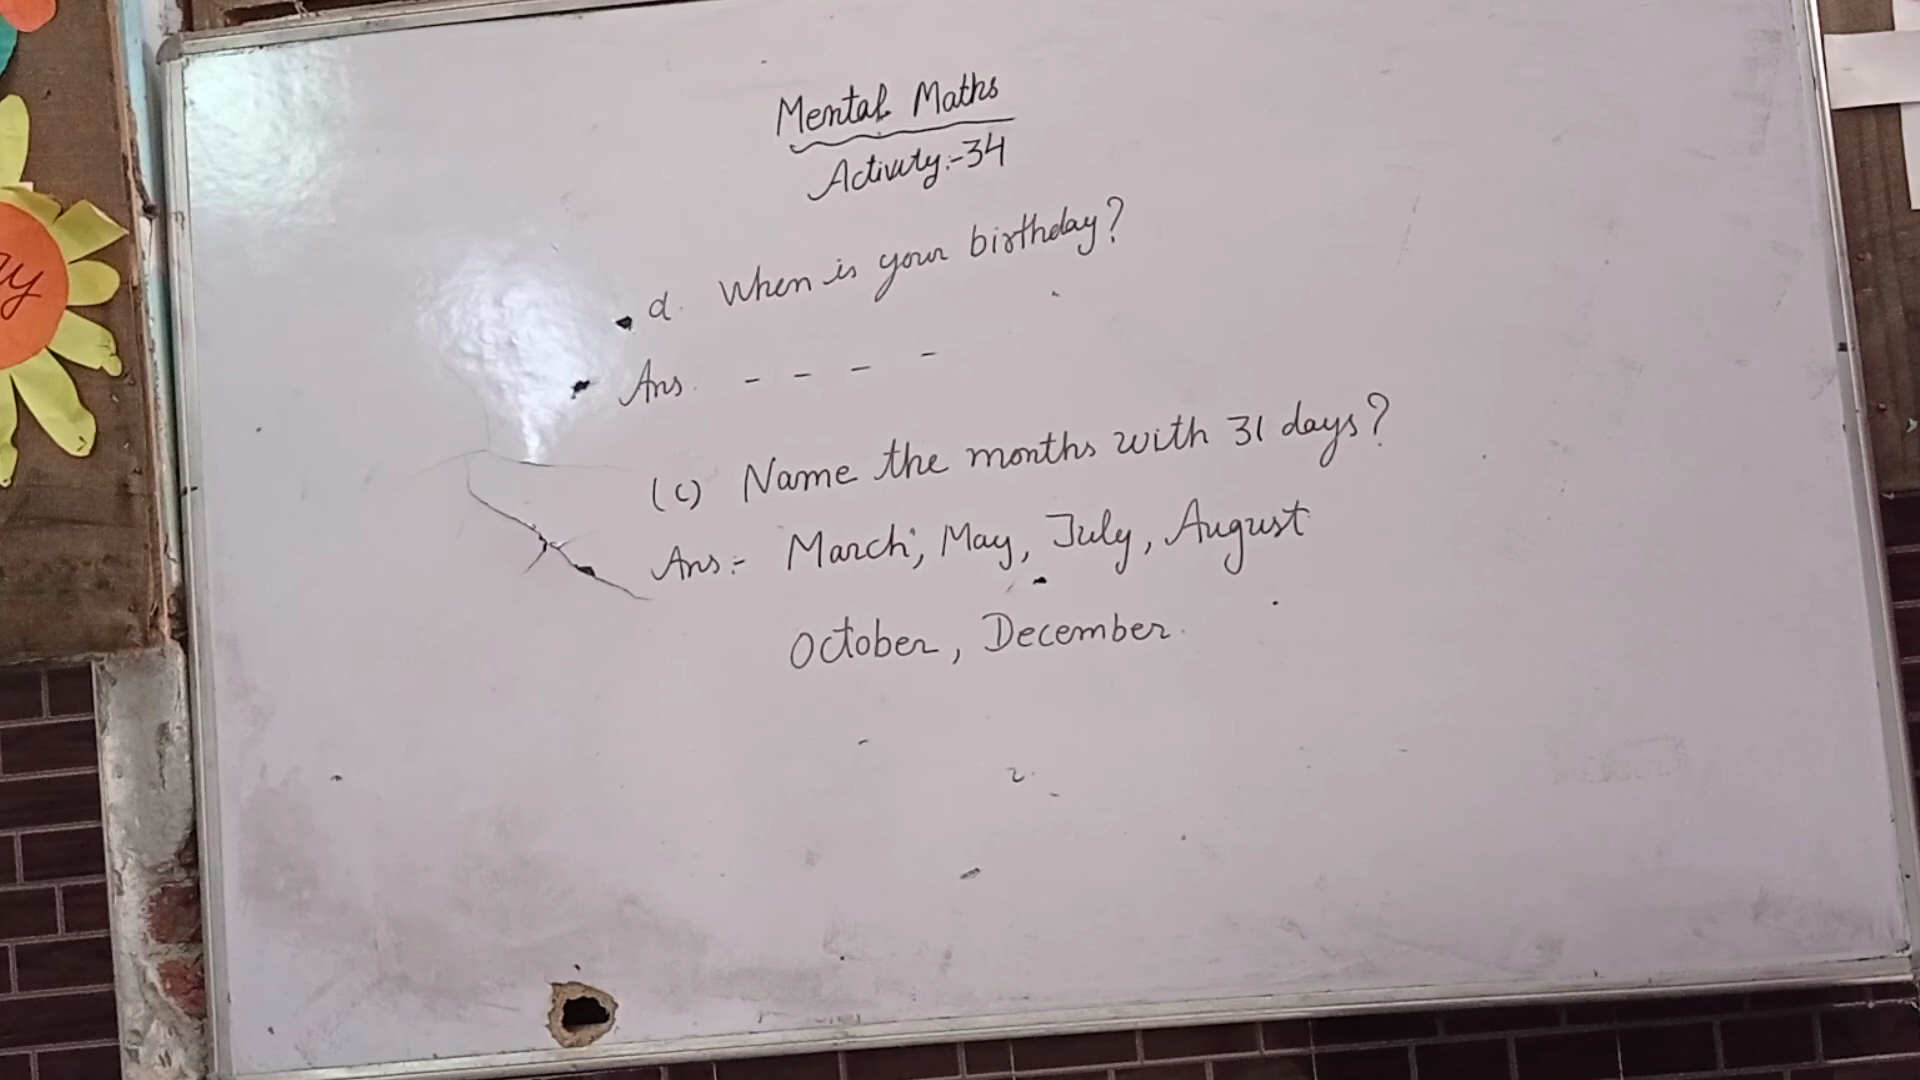 Mental Maths
Activity:-34
d. When is your birthday?
Ans. - - - -
(c) Name the months with 31 days?
Ans:- March, May, July, August
October, December.